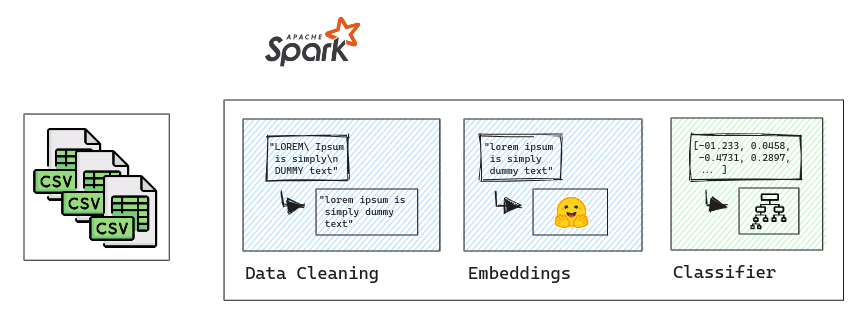 APACHE
Spark
CSV
CSV
CSV
"LOREM\ Ipsum
is simply\n
DUMMY text"
"lorem ipsum is
simply dummy
text"
Data Cleaning
"lorem ipsum
is simply
dummy text"
Embeddings
[−01.233, 0.0458,
−0.4731, 0.2897,
... ]
Classifier